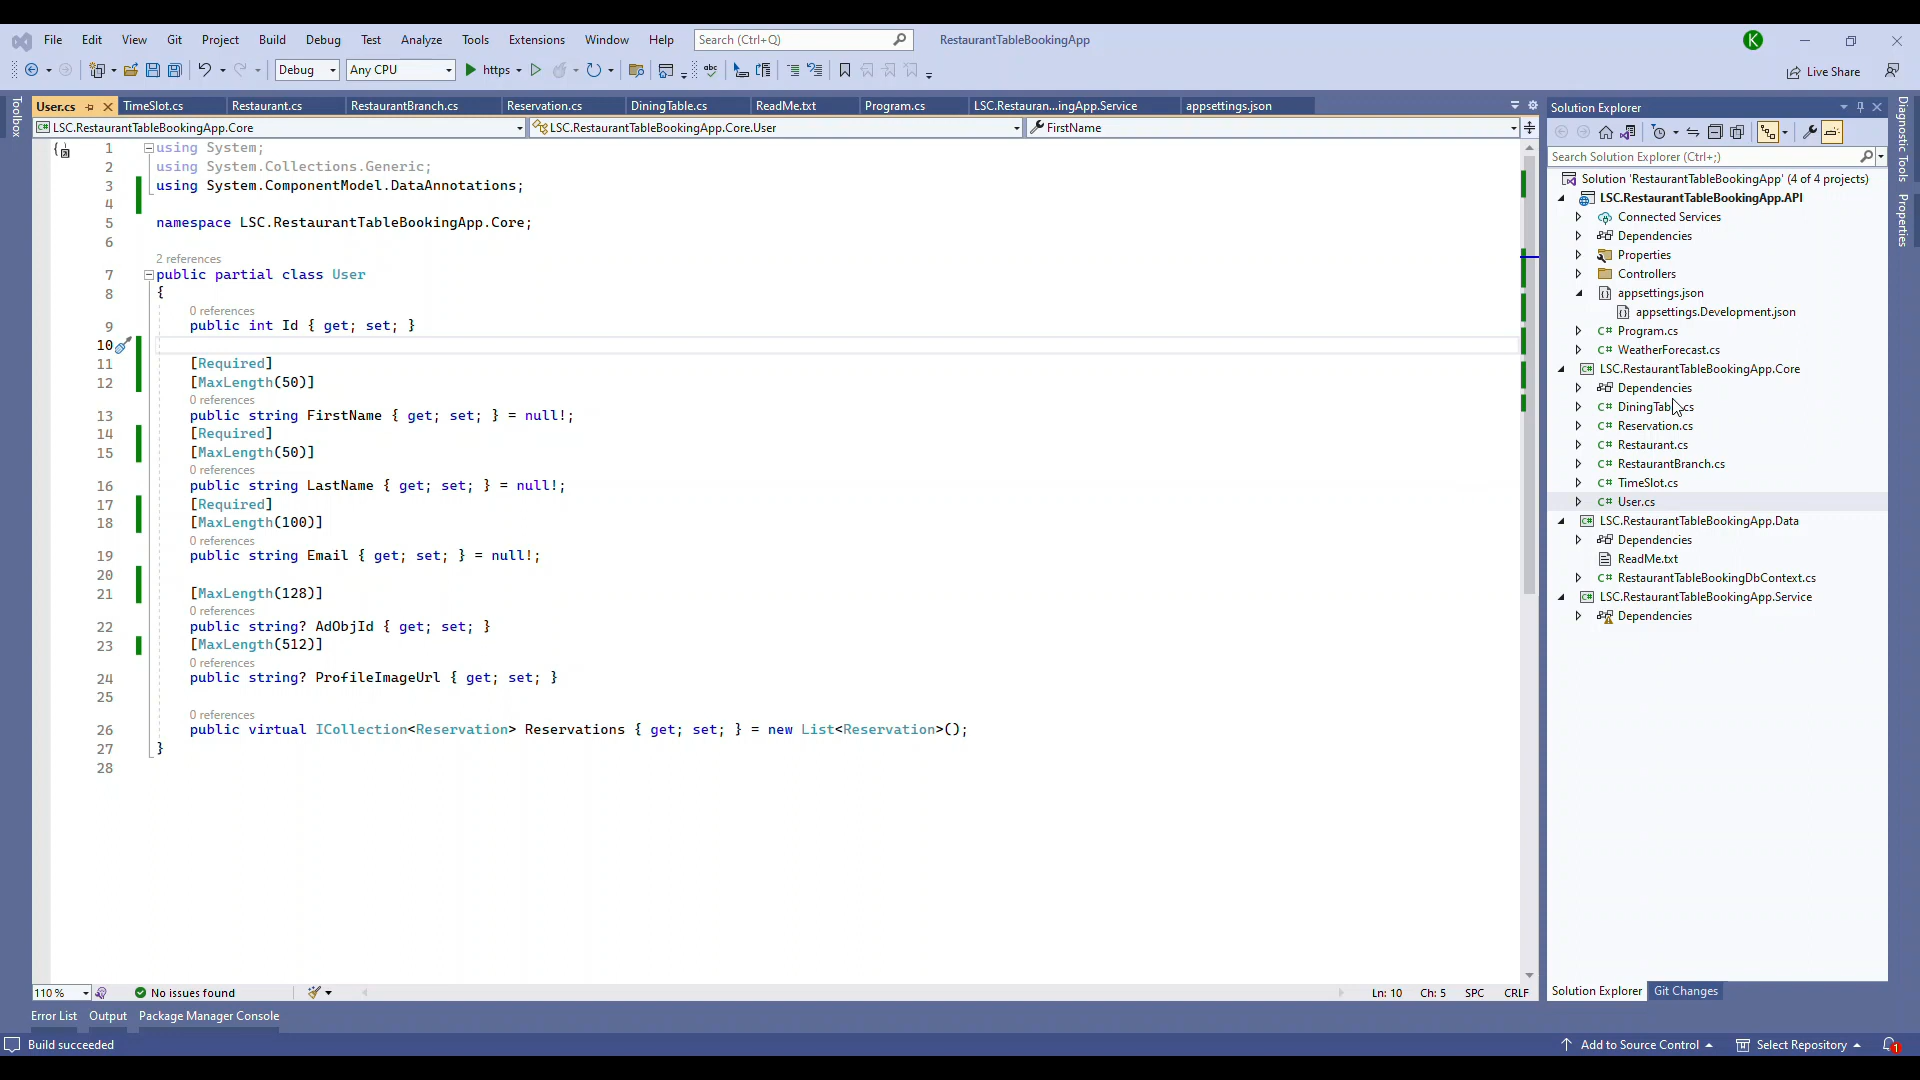 File Edit View Git Project Build Debug Test Analyze Tools Extensions Window Help Search (Ctrl+Q) RestaurantTableBookingApp K
Debug Any CPU https Live Share
Toolbox
User.cs TimeSlot.cs Restaurant.cs RestaurantBranch.cs Reservation.cs DiningTable.cs ReadMe.txt Program.cs LSC.Restauran...ingApp.Service appsettings.json
LSC.RestaurantTableBookingApp.Core LSC.RestaurantTableBookingApp.Core.User FirstName
1 using System;
2 using System.Collections.Generic;
3 using System.ComponentModel.DataAnnotations;
4
5 namespace LSC.RestaurantTableBookingApp.Core;
6
2 references
7 public partial class User
8 {
0 references
9 public int Id { get; set; }
10
11 [Required]
12 [MaxLength(50)]
0 references
13 public string FirstName { get; set; } = null!;
14 [Required]
15 [MaxLength(50)]
0 references
16 public string LastName { get; set; } = null!;
17 [Required]
18 [MaxLength(100)]
0 references
19 public string Email { get; set; } = null!;
20
21 [MaxLength(128)]
0 references
22 public string? AdObjId { get; set; }
23 [MaxLength(512)]
0 references
24 public string? ProfileImageUrl { get; set; }
25
0 references
26 public virtual ICollection<Reservation> Reservations { get; set; } = new List<Reservation>();
27 }
28
110 % No issues found Ln: 10 Ch: 5 SPC CRLF
Solution Explorer
Search Solution Explorer (Ctrl+;)
Solution 'RestaurantTableBookingApp' (4 of 4 projects)
LSC.RestaurantTableBookingApp.API
Connected Services
Dependencies
Properties
Controllers
appsettings.json
appsettings.Development.json
C# Program.cs
C# WeatherForecast.cs
C# LSC.RestaurantTableBookingApp.Core
Dependencies
C# DiningTable.cs
C# Reservation.cs
C# Restaurant.cs
C# RestaurantBranch.cs
C# TimeSlot.cs
C# User.cs
C# LSC.RestaurantTableBookingApp.Data
Dependencies
ReadMe.txt
C# RestaurantTableBookingDbContext.cs
C# LSC.RestaurantTableBookingApp.Service
Dependencies
Solution Explorer Git Changes
Diagnostic Tools
Properties
Error List Output Package Manager Console
Build succeeded Add to Source Control Select Repository 1